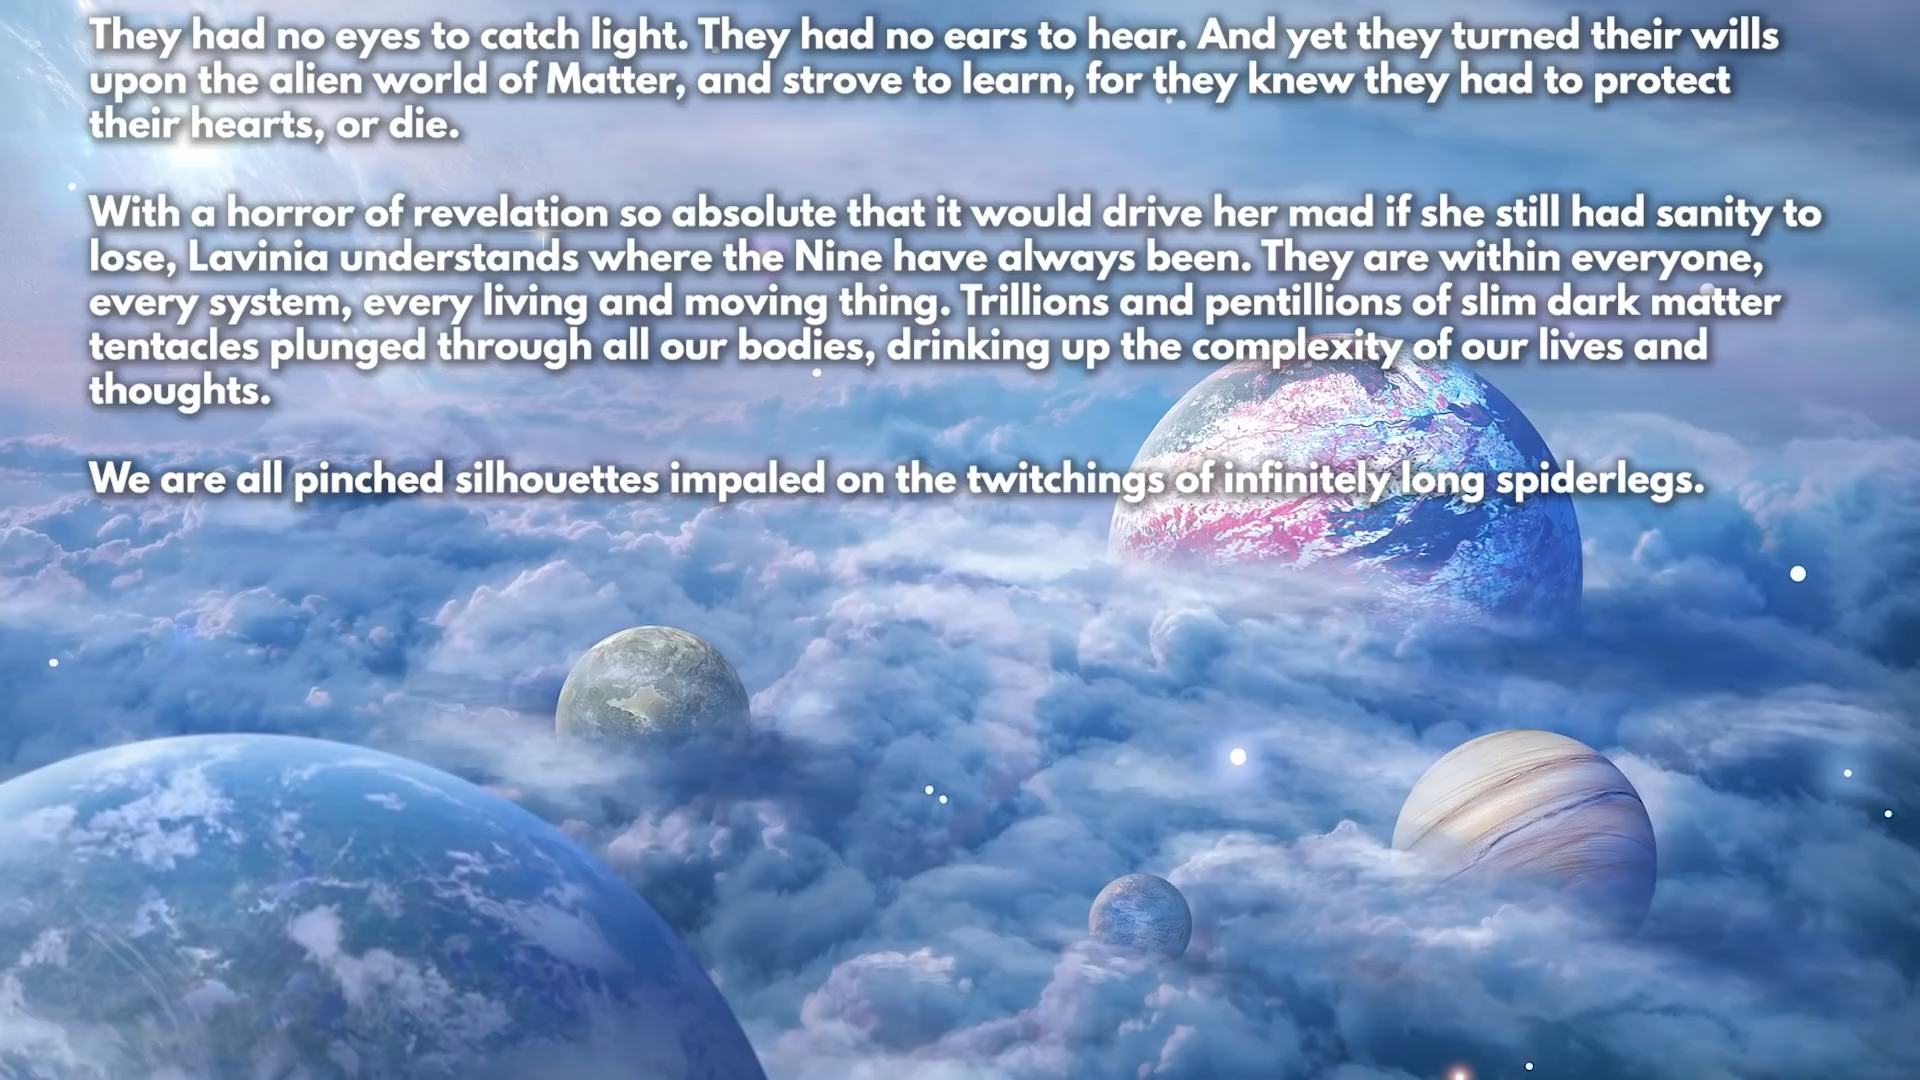 They had no eyes to catch light. They had no ears to hear. And yet they turned their wills
upon the alien world of Matter, and strove to learn, for they knew they had to protect
their hearts, or die.
With a horror of revelation so absolute that it would drive her mad if she still had sanity to
lose, Lavinia understands where the Nine have always been. They are within everyone,
every system, every living and moving thing. Trillions and pentillions of slim dark matter
tentacles plunged through all our bodies, drinking up the complexity of our lives and
thoughts.
We are all pinched silhouettes impaled on the twitchings of infinitely long spiderlegs.